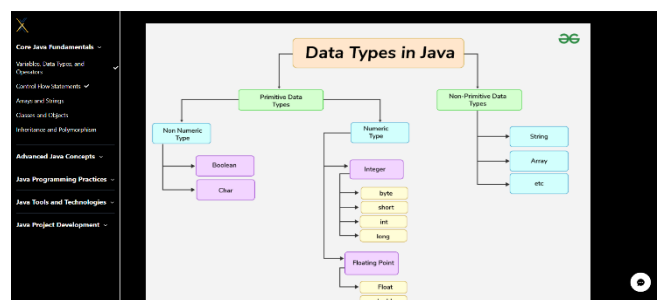 Core Java Fundamentals
Variables, Data Types, and
Operators
Control Flow Statements
Arrays and Strings
Classes and Objects
Inheritance and Polymorphism
Advanced Java Concepts
Java Programming Practices
Java Tools and Technologies
Java Project Development
Data Types in Java
Primitive Data
Types
Non-Primitive Data
Types
Non Numeric
Type
Numeric
Type
Boolean
Char
Integer
byte
short
int
long
Floating Point
Float
String
Array
etc